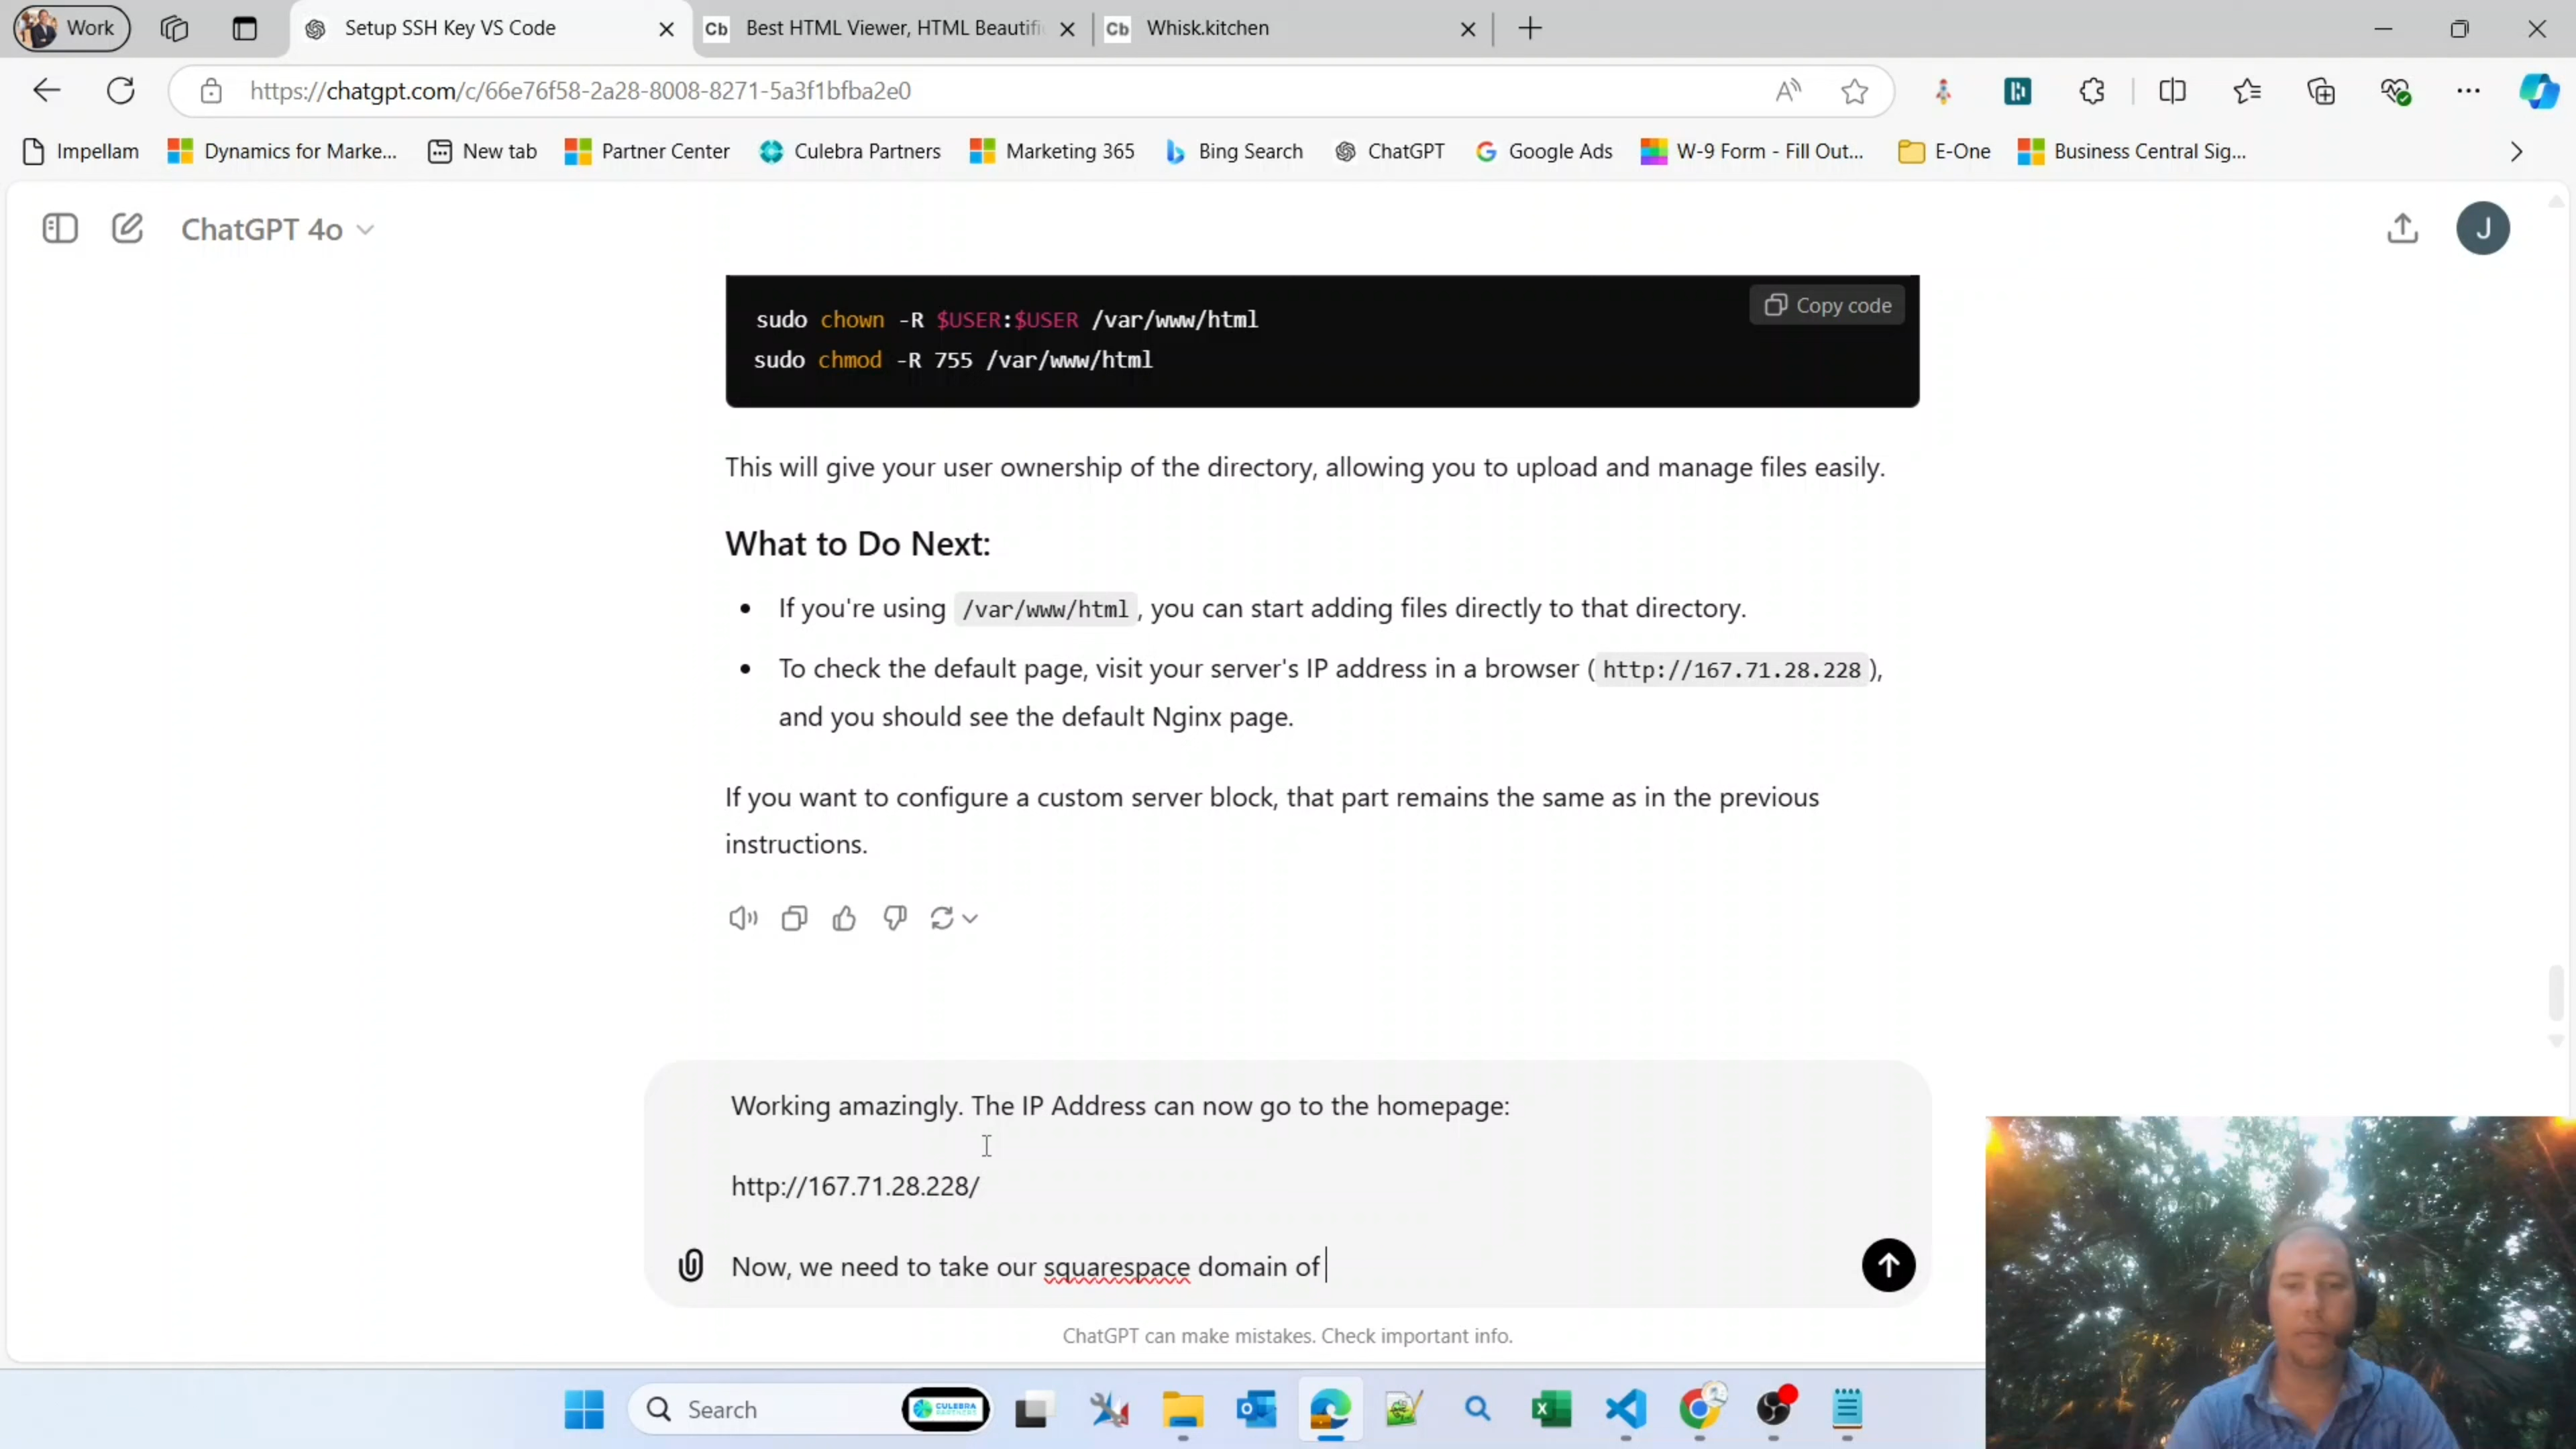 Work
Setup SSH Key VS Code
Cb
Best HTML Viewer, HTML Beautifi
Cb
Whisk.kitchen
https://chatgpt.com/c/66e76f58-2a28-8008-8271-5a3f1bfba2e0
Impellam
Dynamics for Marke...
New tab
Partner Center
Culebra Partners
Marketing 365
Bing Search
ChatGPT
Google Ads
W-9 Form - Fill Out...
E-One
Business Central Sig...
ChatGPT 4o
J
Copy code
sudo chown -R $USER:$USER /var/www/html
sudo chmod -R 755 /var/www/html
This will give your user ownership of the directory, allowing you to upload and manage files easily.
What to Do Next:
If you're using /var/www/html, you can start adding files directly to that directory.
To check the default page, visit your server's IP address in a browser (http://167.71.28.228),
and you should see the default Nginx page.
If you want to configure a custom server block, that part remains the same as in the previous
instructions.
Working amazingly. The IP Address can now go to the homepage:
http://167.71.28.228/
Now, we need to take our squarespace domain of
ChatGPT can make mistakes. Check important info.
Search
CULEBRA
PARTNERS